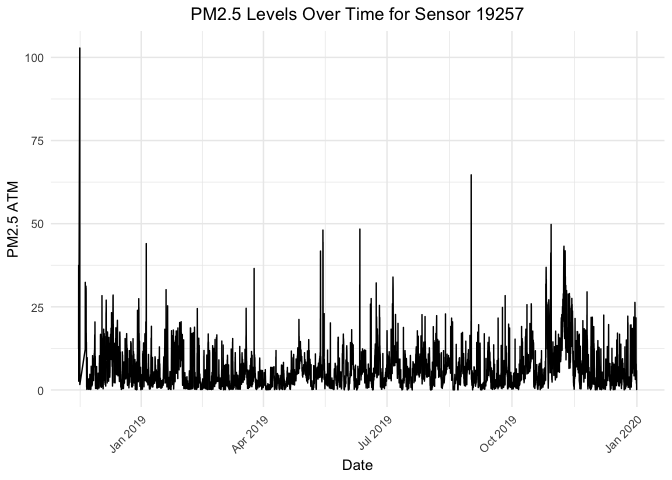 PM2.5 Levels Over Time for Sensor 19257
100
75
50
25
0
PM2.5 ATM
Jan 2019
Apr 2019
Jul 2019
Oct 2019
Jan 2020
Date